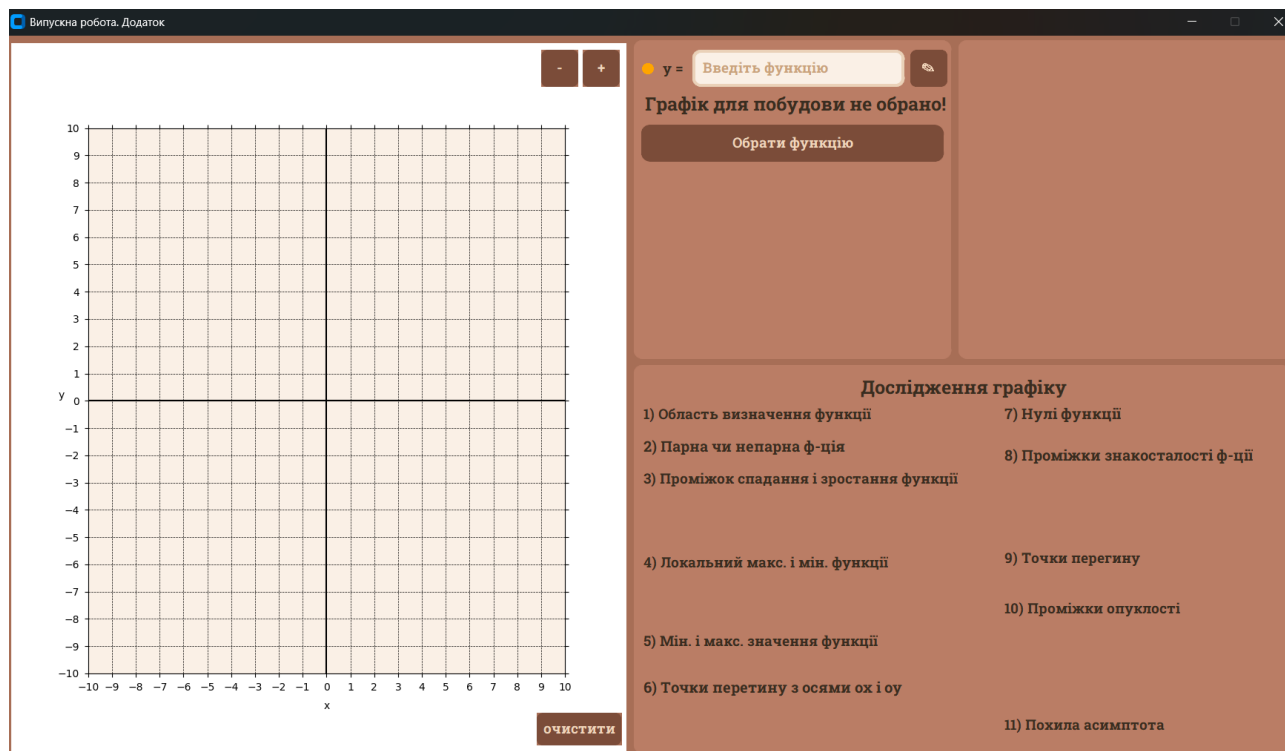 Випускна робота. Додаток
- +
10
9
8
7
6
5
4
3
2
1
y 0
−1
−2
−3
−4
−5
−6
−7
−8
−9
−10
−10 −9 −8 −7 −6 −5 −4 −3 −2 −1 0 1 2 3 4 5 6 7 8 9 10
x
очистити
y = Введіть функцію
Графік для побудови не обрано!
Обрати функцію
Дослідження графіку
1) Область визначення функції
2) Парна чи непарна ф-ція
3) Проміжок спадання і зростання функції
4) Локальний макс. і мін. функції
5) Мін. і макс. значення функції
6) Точки перетину з осями ох і оу
7) Нулі функції
8) Проміжки знакосталості ф-ції
9) Точки перегину
10) Проміжки опуклості
11) Похила асимптота